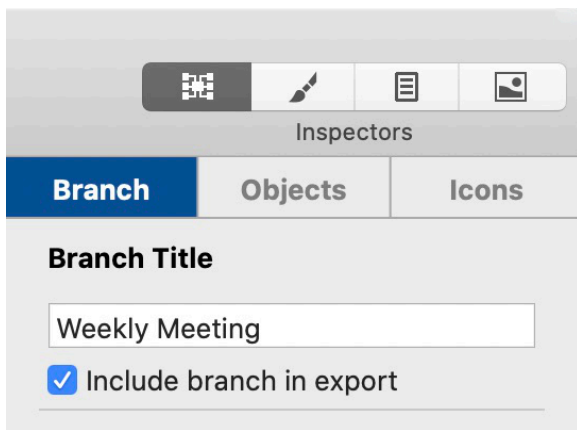 Inspectors
Branch Objects Icons
Branch Title
Weekly Meeting
Include branch in export